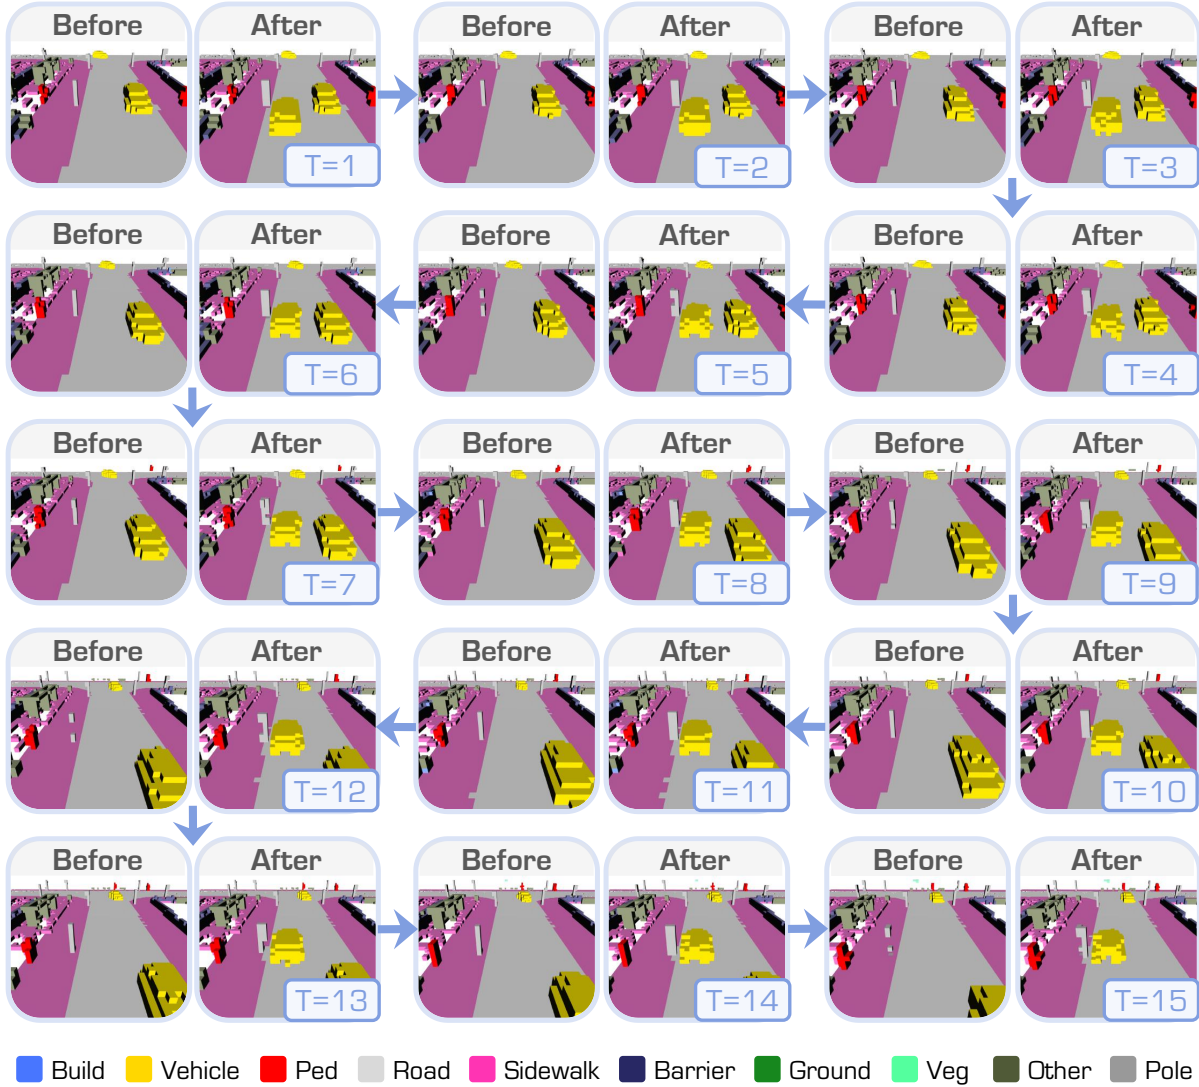 Before After Before After Before After
T=1 T=2 T=3
Before After Before After Before After
T=6 T=5 T=4
Before After Before After Before After
T=7 T=8 T=9
Before After Before After Before After
T=12 T=11 T=10
Before After Before After Before After
T=13 T=14 T=15
Build Vehicle Ped Road Sidewalk Barrier Ground Veg Other Pole